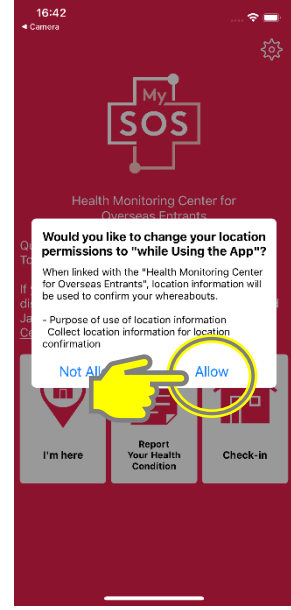 16:42
◀ Camera
My
SOS
Health Monitoring Center for
Overseas Entrants
Would you like to change your location
permissions to "while Using the App"?
When linked with the "Health Monitoring Center
for Overseas Entrants", location information will
be used to confirm your whereabouts.
- Purpose of use of location information
Collect location information for location
confirmation
Not All
Allow
I'm here
Report
Your Health
Condition
Check-in